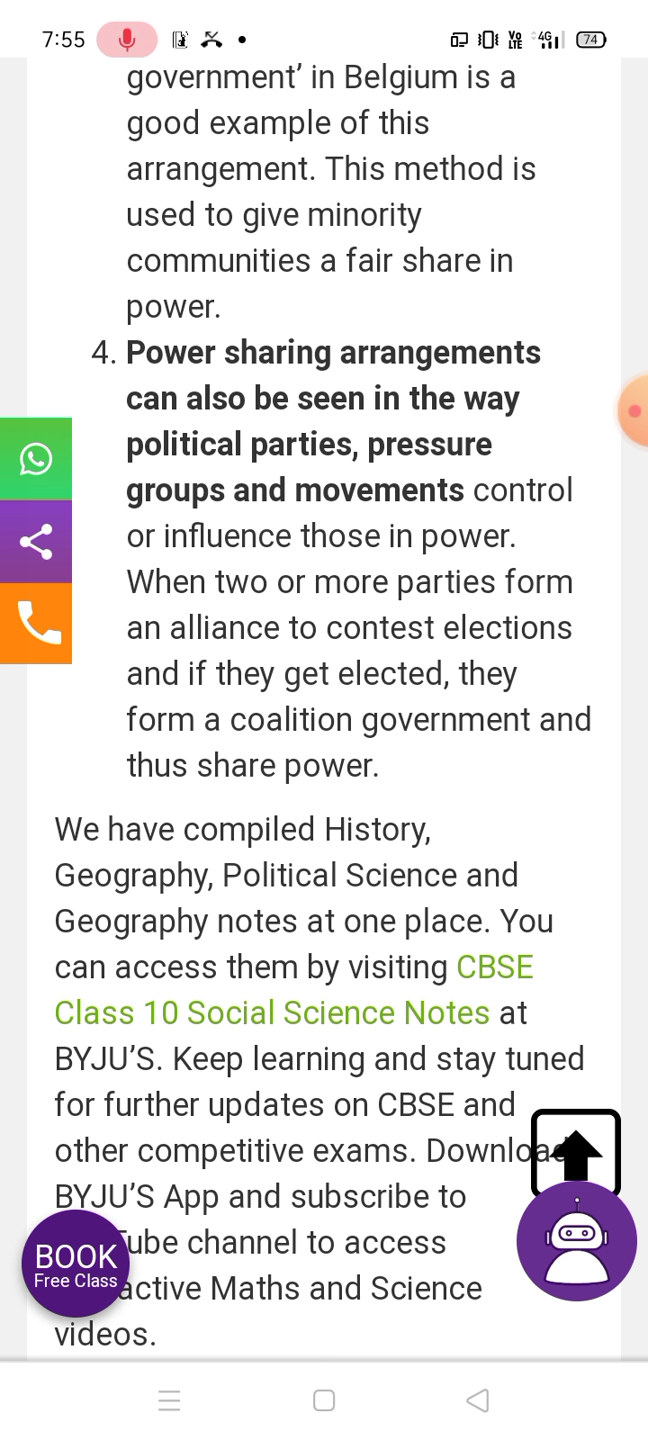 7:55
Vo LTE 4G 74
government’ in Belgium is a
good example of this
arrangement. This method is
used to give minority
communities a fair share in
power.
4. Power sharing arrangements
can also be seen in the way
political parties, pressure
groups and movements control
or influence those in power.
When two or more parties form
an alliance to contest elections
and if they get elected, they
form a coalition government and
thus share power.
We have compiled History,
Geography, Political Science and
Geography notes at one place. You
can access them by visiting CBSE
Class 10 Social Science Notes at
BYJU’S. Keep learning and stay tuned
for further updates on CBSE and
other competitive exams. Download
BYJU’S App and subscribe to
Tube channel to access
active Maths and Science
videos.
BOOK
Free Class